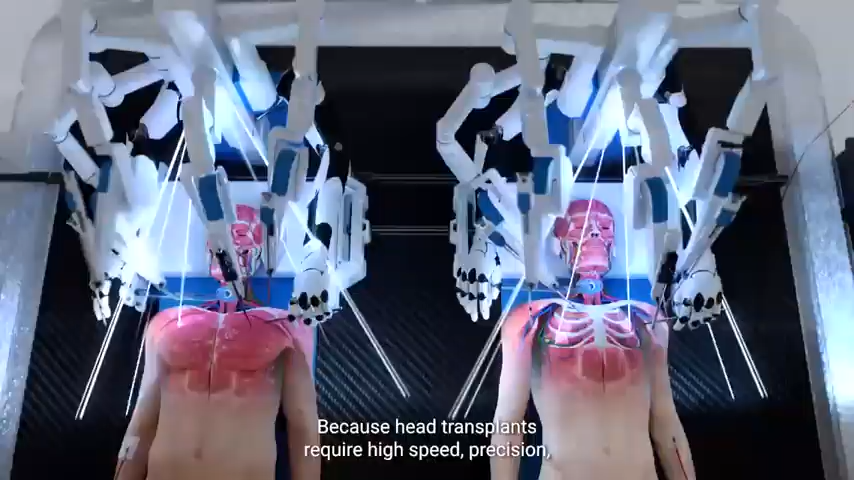 Because head transplants
require high speed, precision,